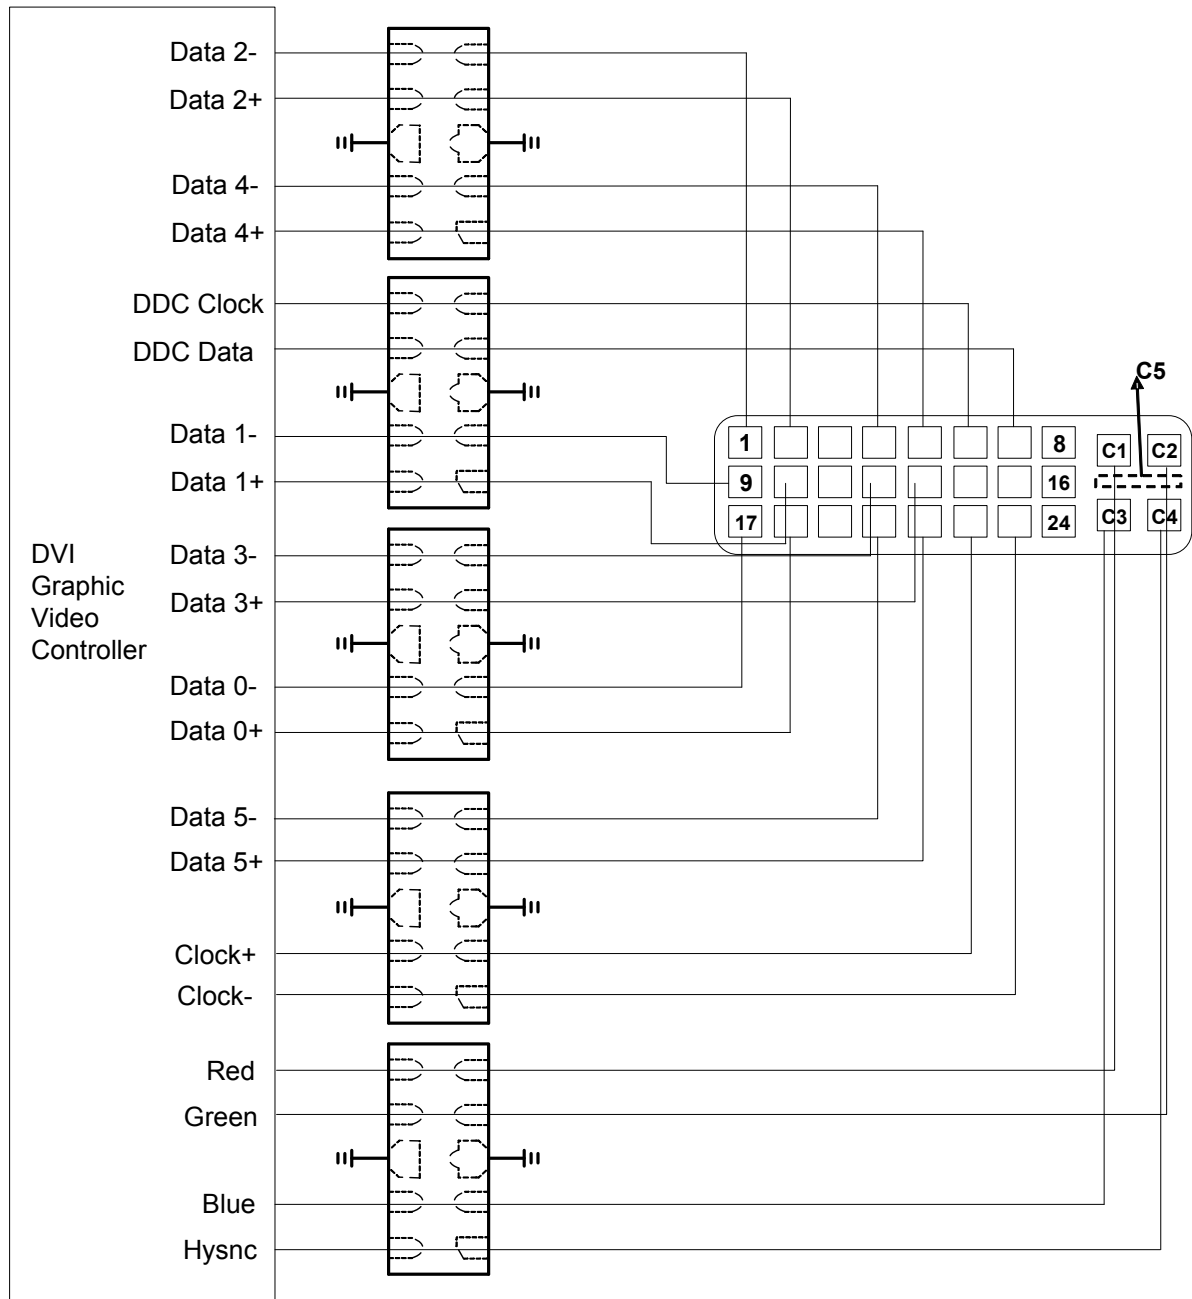 Data 2-
Data 2+
Data 4-
Data 4+
DDC Clock
DDC Data
Data 1-
Data 1+
DVI
Graphic
Video
Controller
Data 3-
Data 3+
Data 0-
Data 0+
Data 5-
Data 5+
Clock+
Clock-
Red
Green
Blue
Hysnc
C5
1 8 C1 C2
9 16
17 24 C3 C4